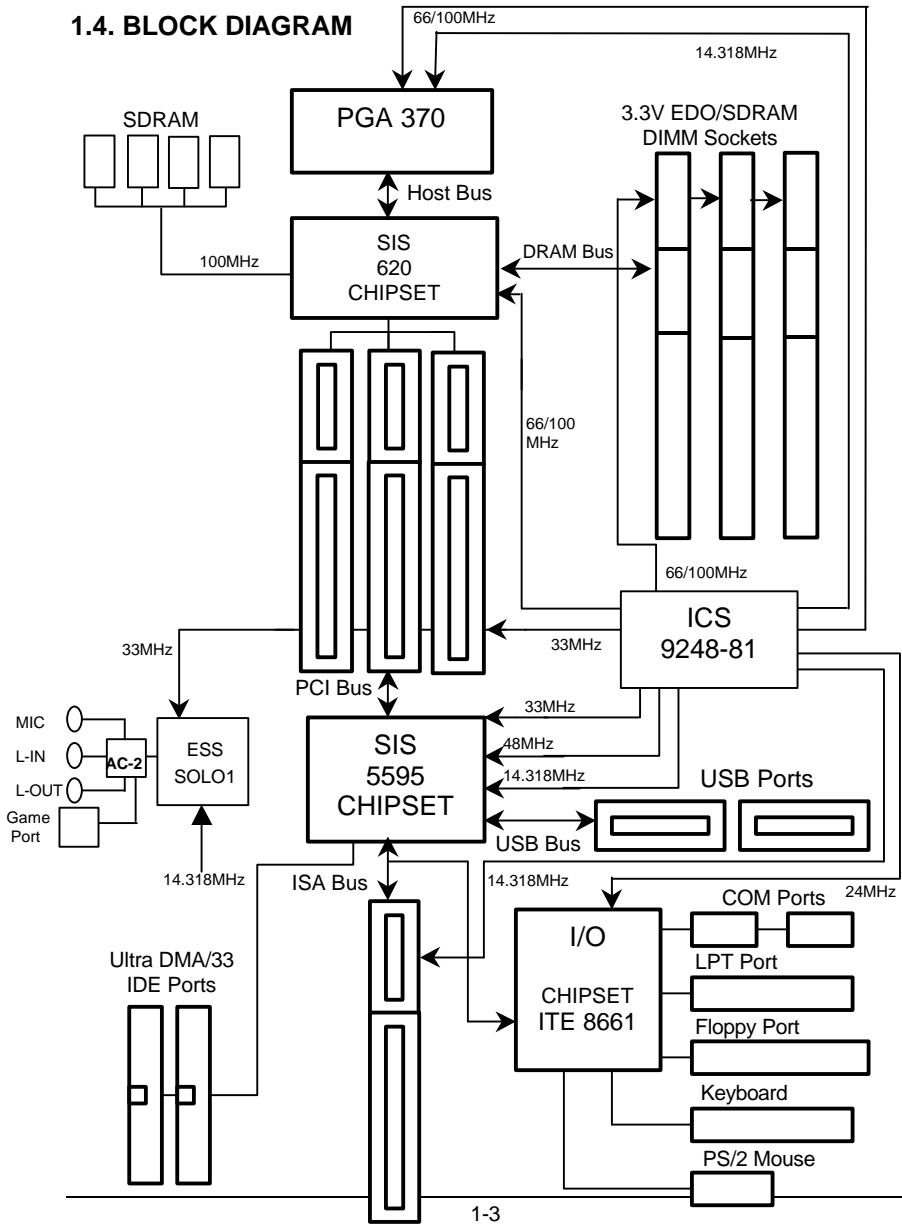 1.4. BLOCK DIAGRAM
66/100MHz
14.318MHz
SDRAM
PGA 370
3.3V EDO/SDRAM
DIMM Sockets
Host Bus
SIS
620
CHIPSET
100MHz
DRAM Bus
66/100
MHz
66/100MHz
ICS
9248-81
33MHz
33MHz
PCI Bus
33MHz
MIC
L-IN
L-OUT
Game
Port
AC-2
ESS
SOLO1
SIS
5595
CHIPSET
48MHz
14.318MHz
USB Ports
USB Bus
14.318MHz
ISA Bus
14.318MHz
24MHz
COM Ports
I/O
CHIPSET
ITE 8661
LPT Port
Ultra DMA/33
IDE Ports
Floppy Port
Keyboard
PS/2 Mouse
1-3